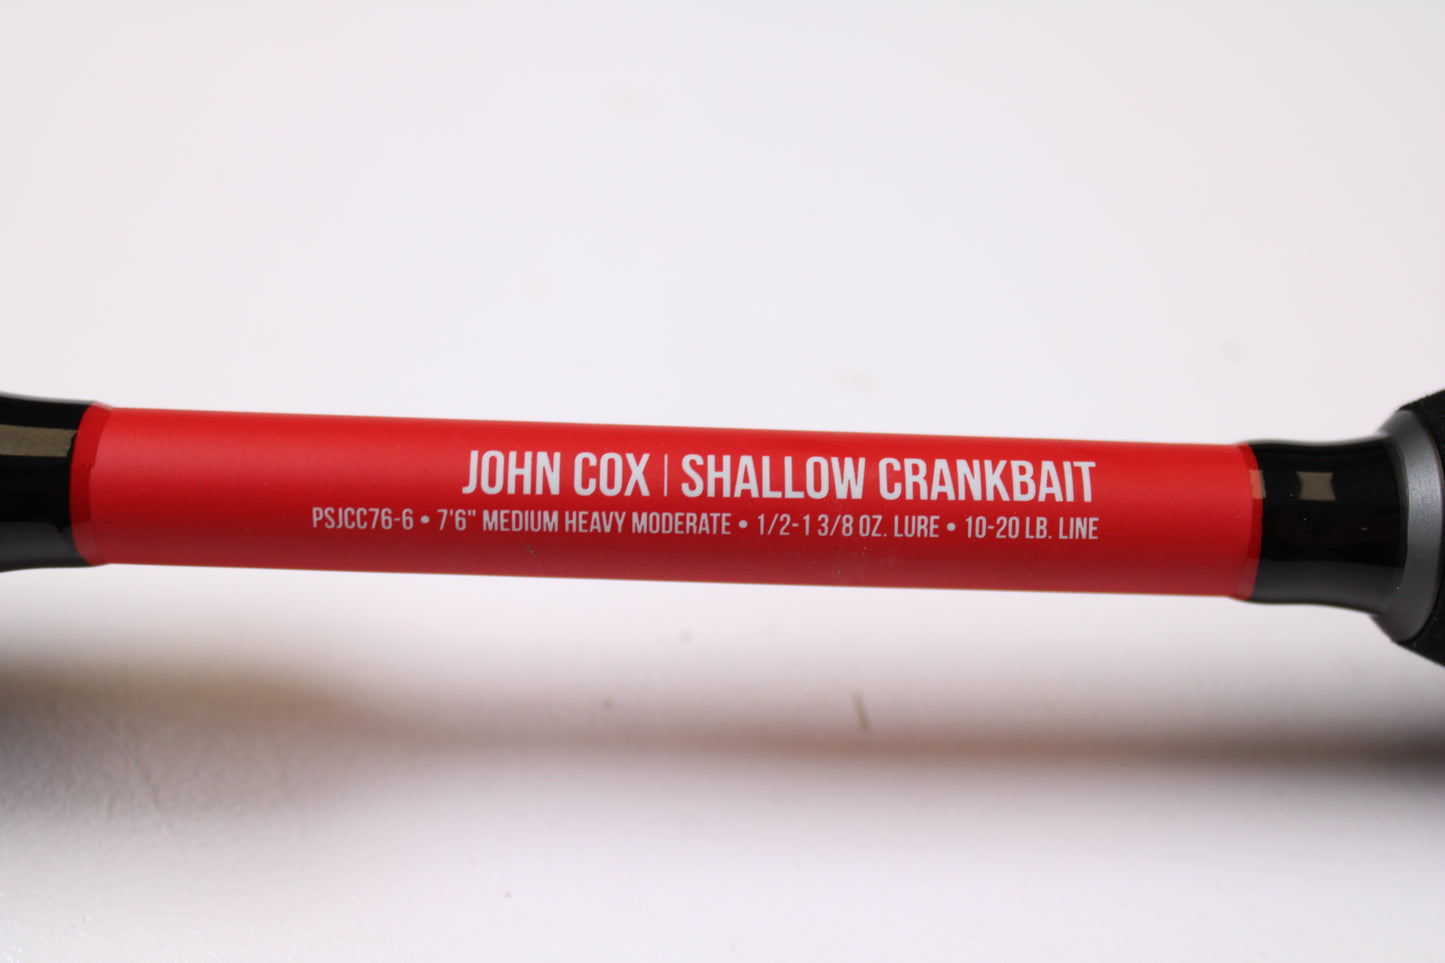 JOHN COX | SHALLOW CRANKBAIT
PSJCC76-6 • 7'6" MEDIUM HEAVY MODERATE • 1/2-1 3/8 OZ. LURE • 10-20 LB. LINE